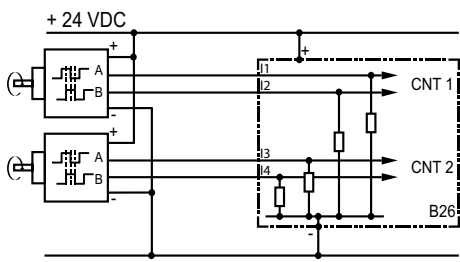 + 24 VDC
+
+
I1
A
CNT 1
B
I2
-
+
I3
A
CNT 2
I4
B
-
B26
-